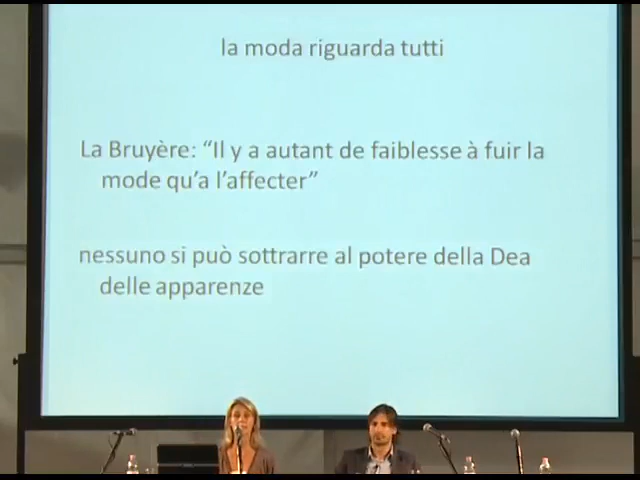 la moda riguarda tutti
La Bruyère: “Il y a autant de faiblesse à fuir la
mode qu’a l’affecter”
nessuno si può sottrarre al potere della Dea
delle apparenze